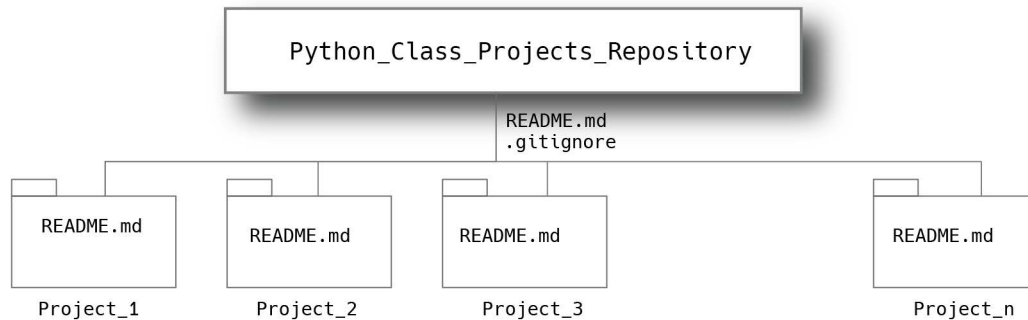 Python_Class_Projects_Repository
README.md
.gitignore
README.md
README.md
README.md
README.md
Project_1
Project_2
Project_3
Project_n